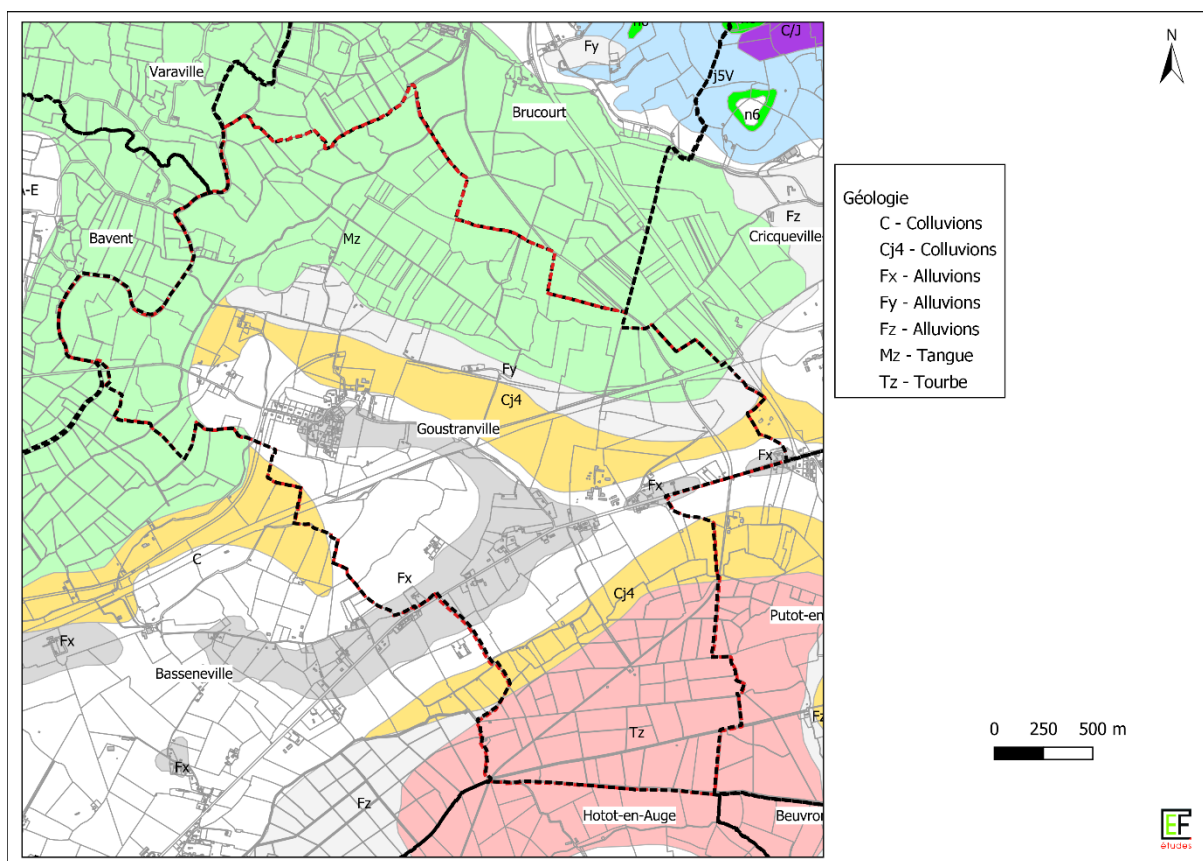 N
Fy
C/J
Varaville
j5V
Brucourt
n6
A-E
Fz
Bavent
Mz
Cricqueville-
Géologie
C - Colluvions
Cj4 - Colluvions
Fx - Alluvions
Fy - Alluvions
Fz - Alluvions
Mz - Tangue
Tz - Tourbe
Fy
Cj4
Goustranville
Fx
Fx
C
Fx
Cj4
Putot-en-
Fx
Basseneville
Fz
Tz
Fx
0 250 500 m
Fz
Hotot-en-Auge
Beuvron
EF
études